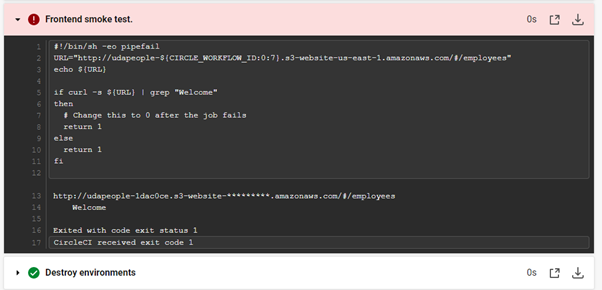 Frontend smoke test.
0s
1 #!/bin/sh -eo pipefail
2 URL="http://udapeople-${CIRCLE_WORKFLOW_ID:0:7}.s3-website-us-east-1.amazonaws.com/#/employees"
3 echo ${URL}
4
5 if curl -s ${URL} | grep "Welcome"
6 then
7 # Change this to 0 after the job fails
8 return 1
9 else
10 return 1
11 fi
12
13 http://udapeople-1dac0ce.s3-website-*********.amazonaws.com/#/employees
14 Welcome
15
16 Exited with code exit status 1
17 CircleCI received exit code 1
Destroy environments
0s